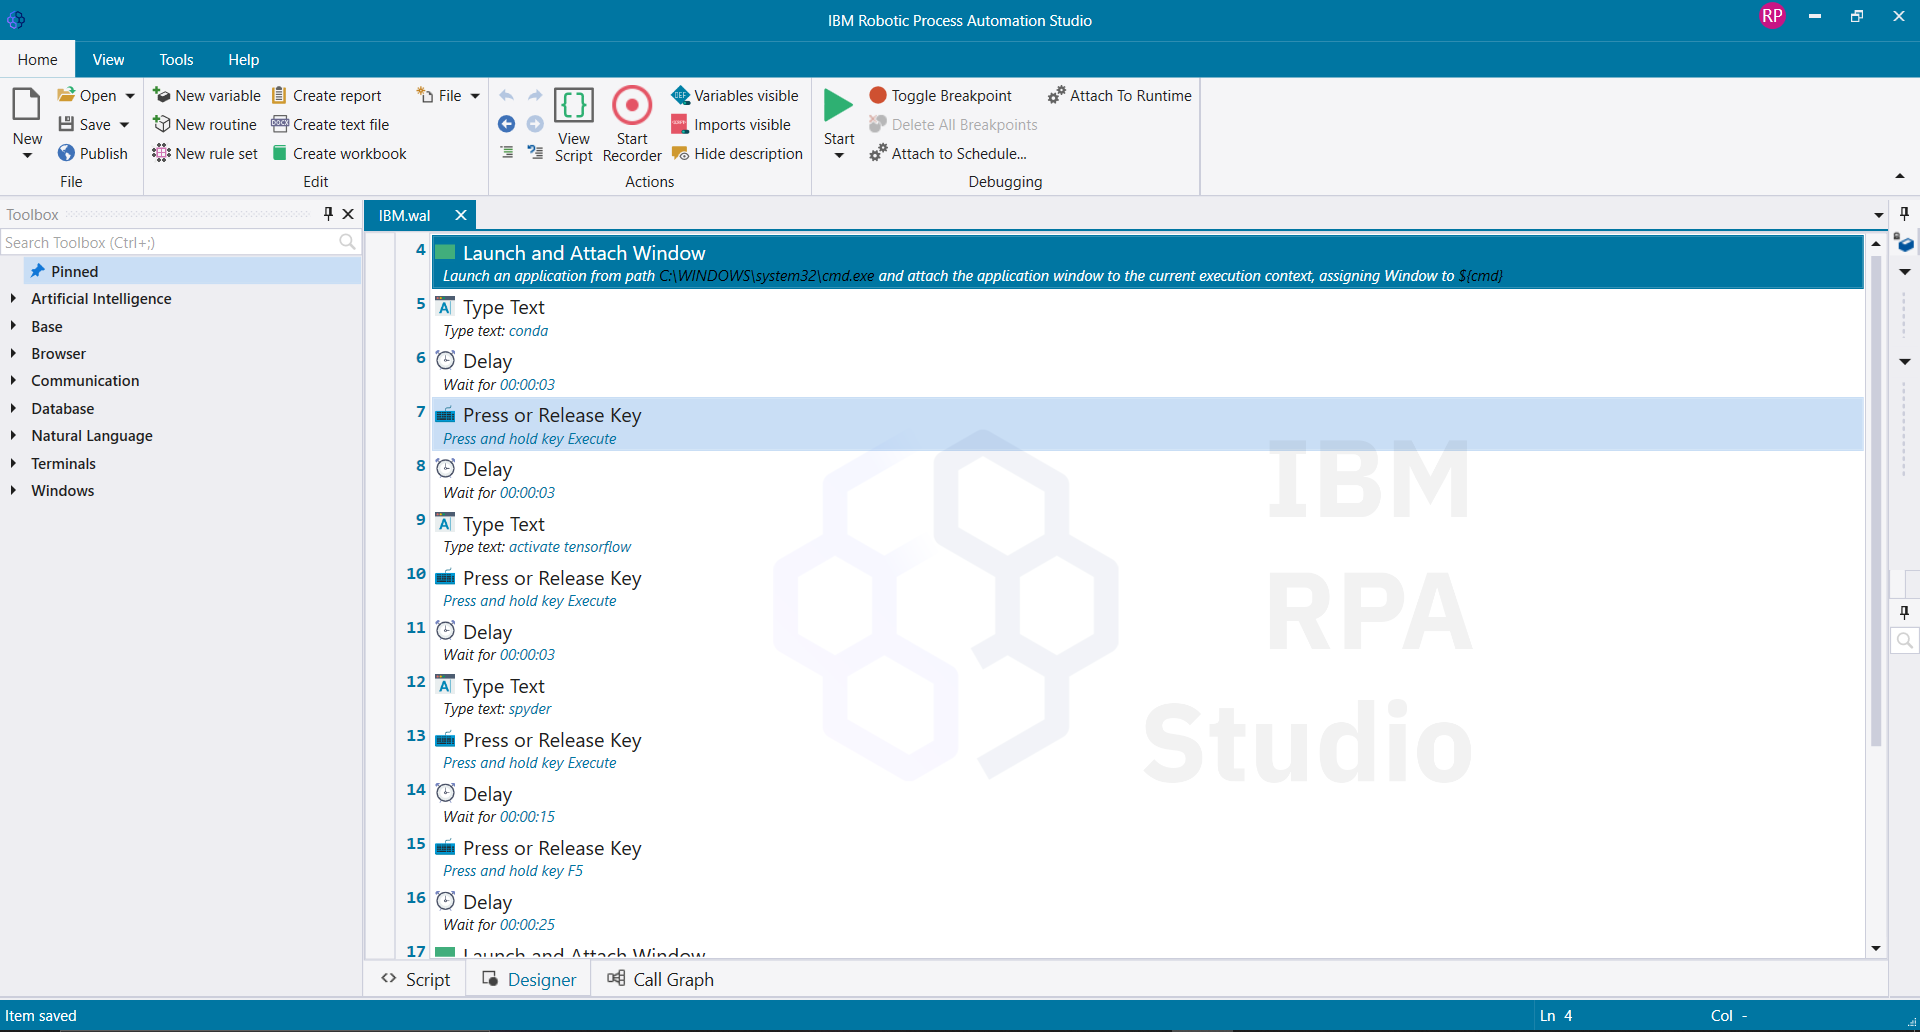 IBM Robotic Process Automation Studio
RP
Home View Tools Help
New
Open
Save
Publish
File
New variable
New routine
New rule set
Create report
Create text file
Create workbook
File
Edit
View Script
Start Recorder
Variables visible
Imports visible
Hide description
Actions
Start
Toggle Breakpoint
Delete All Breakpoints
Attach to Schedule...
Attach To Runtime
Debugging
Toolbox
Search Toolbox (Ctrl+;)
Pinned
Artificial Intelligence
Base
Browser
Communication
Database
Natural Language
Terminals
Windows
IBM.wal
4 Launch and Attach Window
Launch an application from path C:\WINDOWS\system32\cmd.exe and attach the application window to the current execution context, assigning Window to ${cmd}
5 Type Text
Type text: conda
6 Delay
Wait for 00:00:03
7 Press or Release Key
Press and hold key Execute
8 Delay
Wait for 00:00:03
9 Type Text
Type text: activate tensorflow
10 Press or Release Key
Press and hold key Execute
11 Delay
Wait for 00:00:03
12 Type Text
Type text: spyder
13 Press or Release Key
Press and hold key Execute
14 Delay
Wait for 00:00:15
15 Press or Release Key
Press and hold key F5
16 Delay
Wait for 00:00:25
17 Launch and Attach Window
IBM
RPA
Studio
Script Designer Call Graph
Item saved
Ln 4
Col -